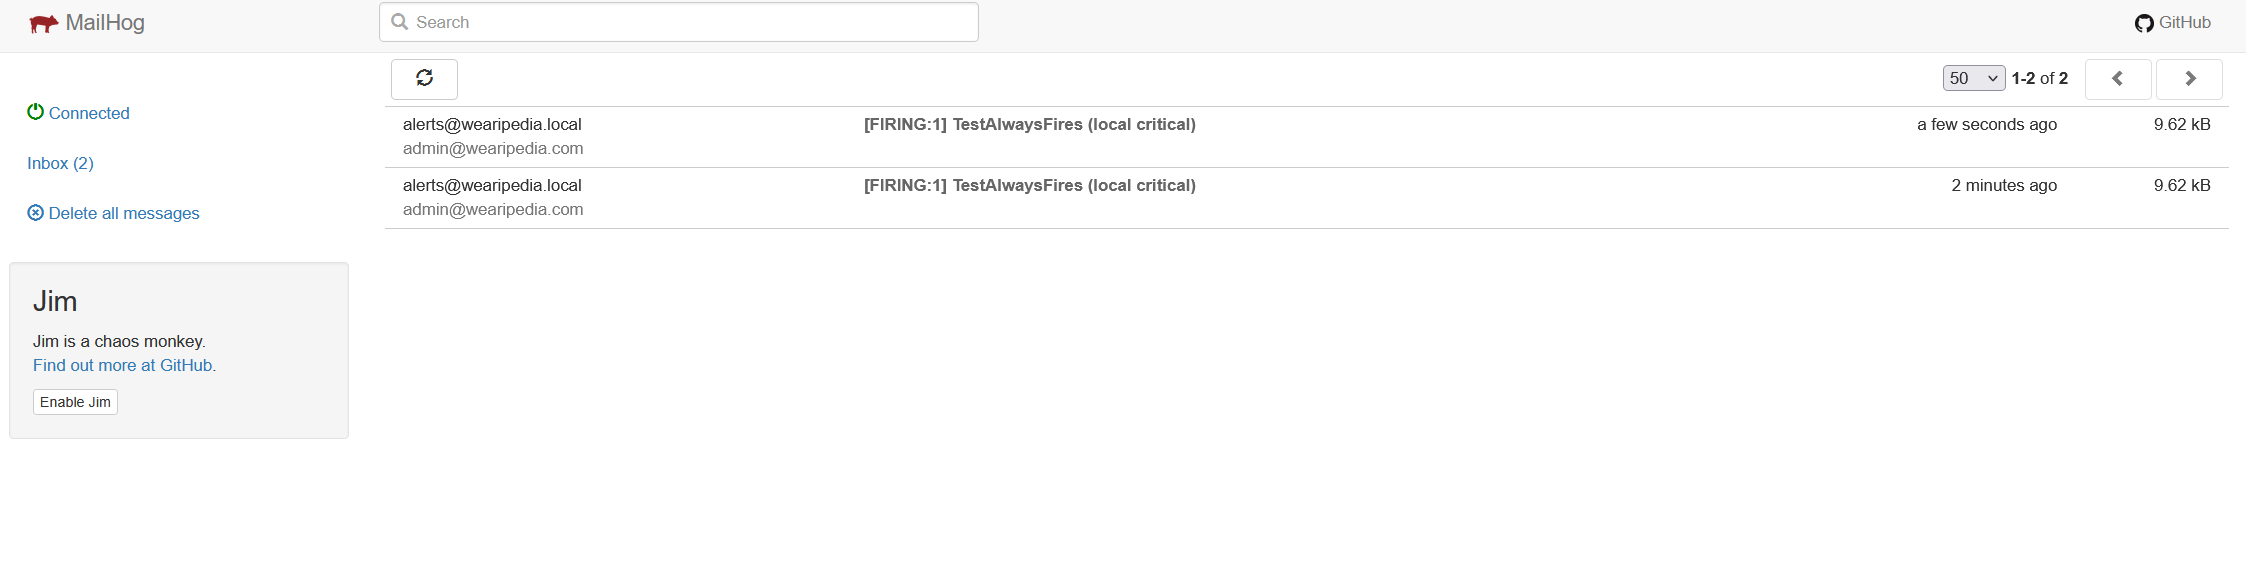 MailHog
Search
GitHub
Connected
Inbox (2)
Delete all messages
Jim
Jim is a chaos monkey.
Find out more at GitHub.
Enable Jim
50 1-2 of 2
alerts@wearipedia.local [FIRING:1] TestAlwaysFires (local critical) a few seconds ago 9.62 kB
admin@wearipedia.com
alerts@wearipedia.local [FIRING:1] TestAlwaysFires (local critical) 2 minutes ago 9.62 kB
admin@wearipedia.com